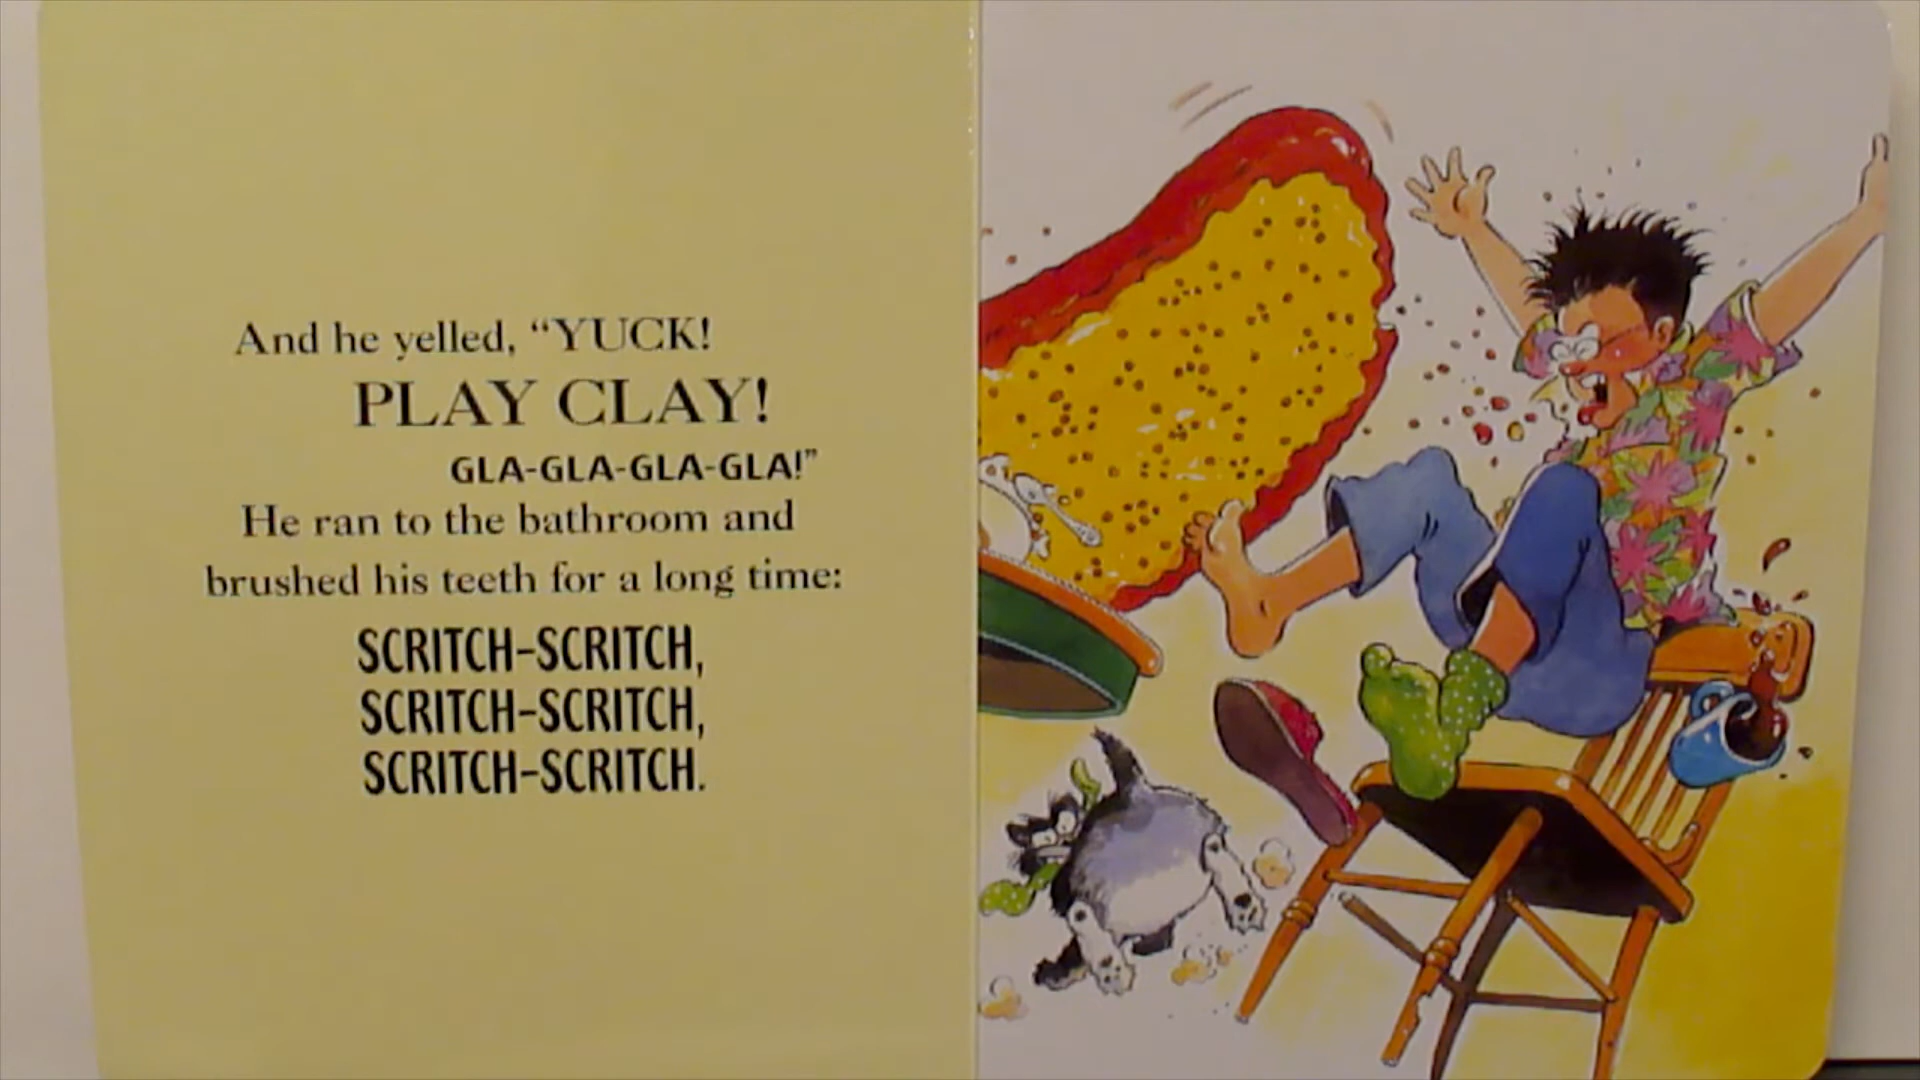 And he yelled, “YUCK!
PLAY CLAY!
GLA-GLA-GLA-GLA!”
He ran to the bathroom and
brushed his teeth for a long time:
SCRITCH–SCRITCH,
SCRITCH–SCRITCH,
SCRITCH–SCRITCH.